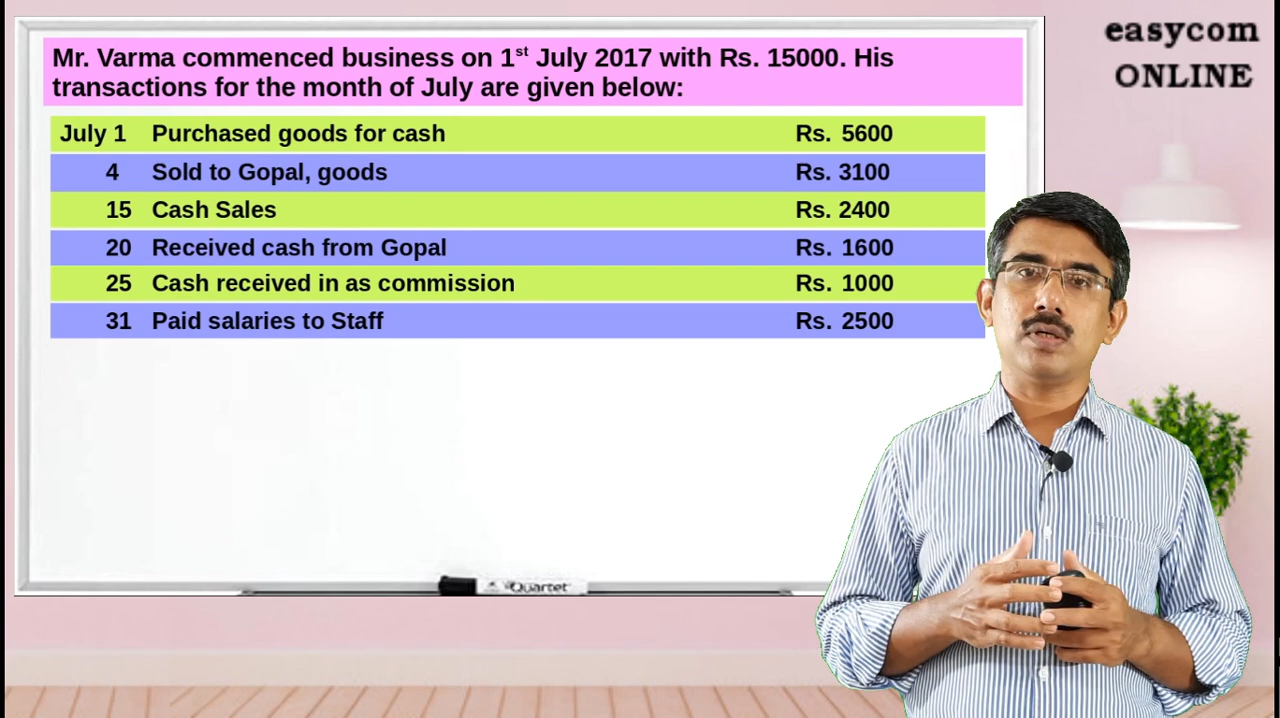 easycom
ONLINE
Mr. Varma commenced business on 1st July 2017 with Rs. 15000. His
transactions for the month of July are given below:
July 1 Purchased goods for cash Rs. 5600
4 Sold to Gopal, goods Rs. 3100
15 Cash Sales Rs. 2400
20 Received cash from Gopal Rs. 1600
25 Cash received in as commission Rs. 1000
31 Paid salaries to Staff Rs. 2500
Quartet